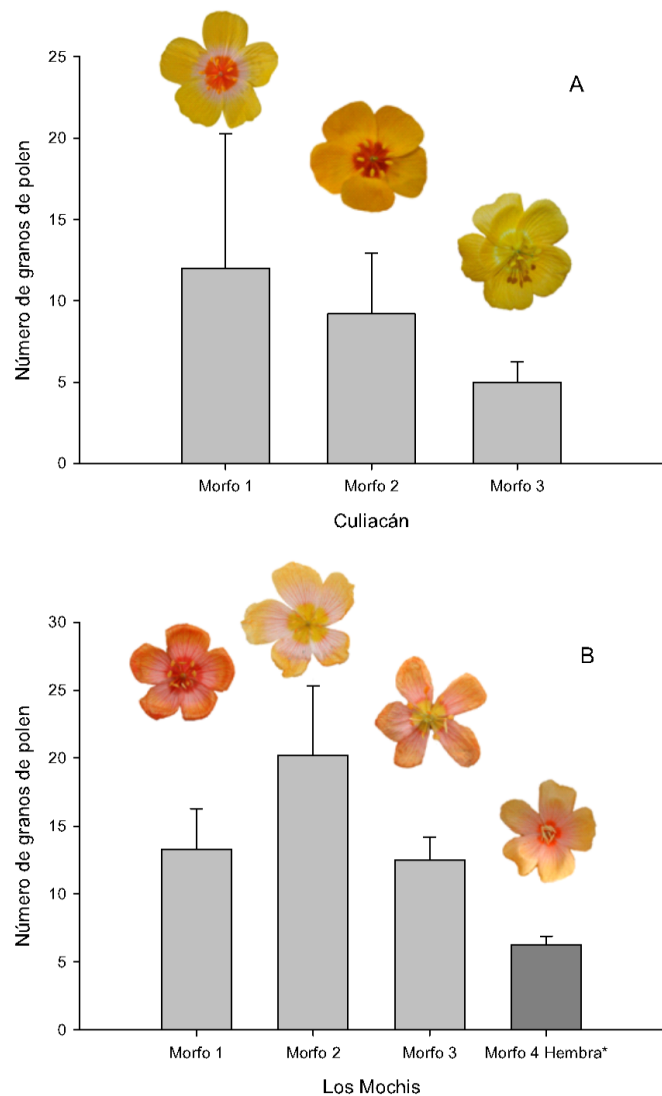 25
A
20
Número de granos de polen
15
10
5
0
Morfo 1 Morfo 2 Morfo 3
Culiacán
30
B
25
20
Número de granos de polen
15
10
5
0
Morfo 1 Morfo 2 Morfo 3 Morfo 4 Hembra*
Los Mochis